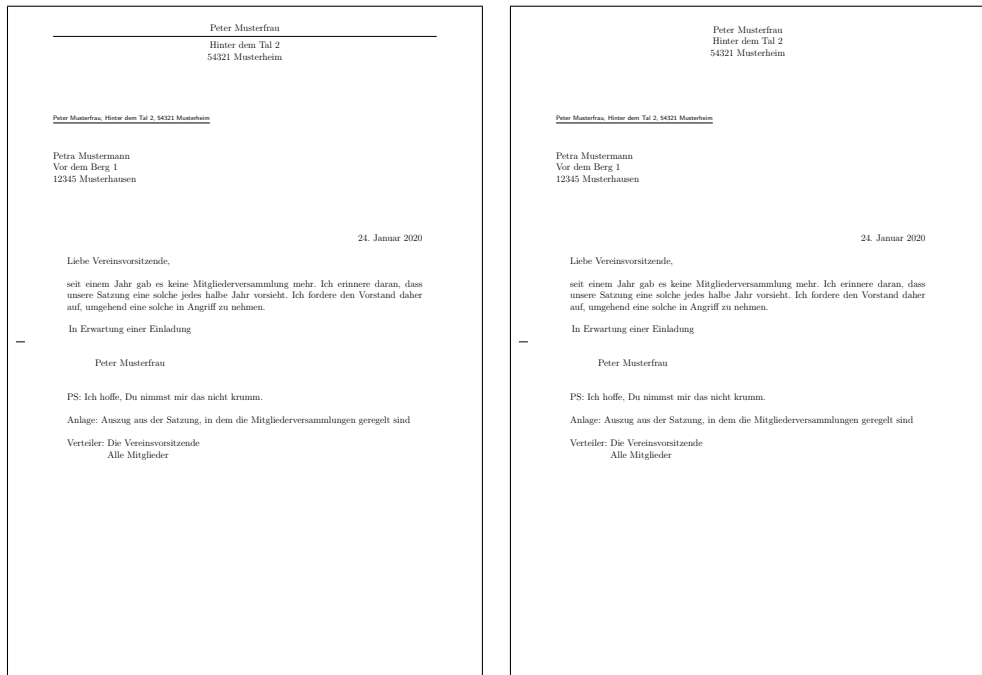 Peter Musterfrau
Hinter dem Tal 2
54321 Musterheim
Peter Musterfrau, Hinter dem Tal 2, 54321 Musterheim
Petra Mustermann
Vor dem Berg 1
12345 Musterhausen
24. Januar 2020
Liebe Vereinsvorsitzende,
seit einem Jahr gab es keine Mitgliederversammlung mehr. Ich erinnere daran, dass
unsere Satzung eine solche jedes halbe Jahr vorsieht. Ich fordere den Vorstand daher
auf, umgehend eine solche in Angriff zu nehmen.
In Erwartung einer Einladung
Peter Musterfrau
PS: Ich hoffe, Du nimmst mir das nicht krumm.
Anlage: Auszug aus der Satzung, in dem die Mitgliederversammlungen geregelt sind
Verteiler: Die Vereinsvorsitzende
Alle Mitglieder
Peter Musterfrau
Hinter dem Tal 2
54321 Musterheim
Peter Musterfrau, Hinter dem Tal 2, 54321 Musterheim
Petra Mustermann
Vor dem Berg 1
12345 Musterhausen
24. Januar 2020
Liebe Vereinsvorsitzende,
seit einem Jahr gab es keine Mitgliederversammlung mehr. Ich erinnere daran, dass
unsere Satzung eine solche jedes halbe Jahr vorsieht. Ich fordere den Vorstand daher
auf, umgehend eine solche in Angriff zu nehmen.
In Erwartung einer Einladung
Peter Musterfrau
PS: Ich hoffe, Du nimmst mir das nicht krumm.
Anlage: Auszug aus der Satzung, in dem die Mitgliederversammlungen geregelt sind
Verteiler: Die Vereinsvorsitzende
Alle Mitglieder